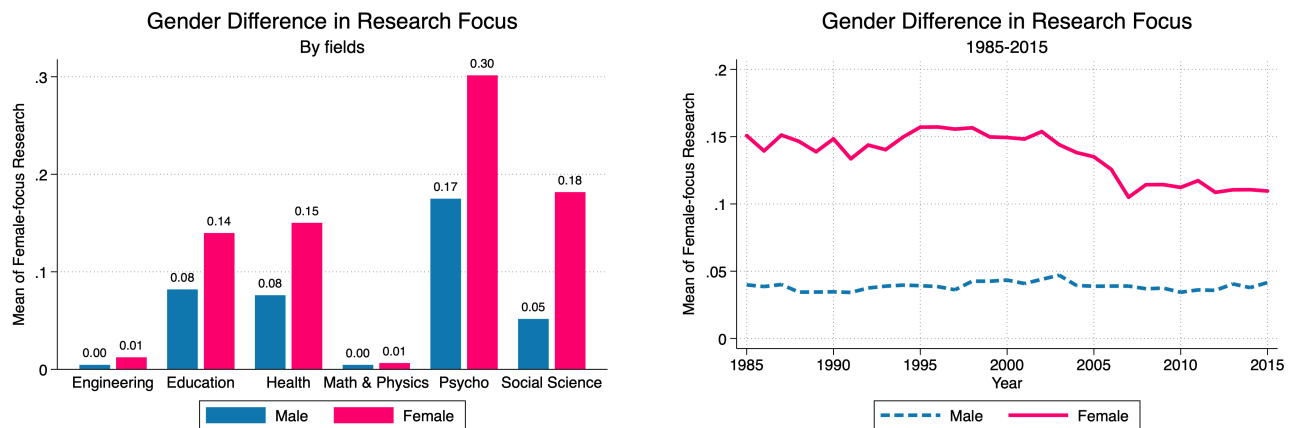 Gender Difference in Research Focus
By fields
Mean of Female-focus Research
.3
.2
.1
0
0.00
0.01
0.08
0.14
0.08
0.15
0.00
0.01
0.17
0.30
0.05
0.18
Engineering Education Health Math & Physics Psycho Social Science
Male Female
Gender Difference in Research Focus
1985-2015
Mean of Female-focus Research
.2
.15
.1
.05
0
1985 1990 1995 2000 2005 2010 2015
Year
Male Female